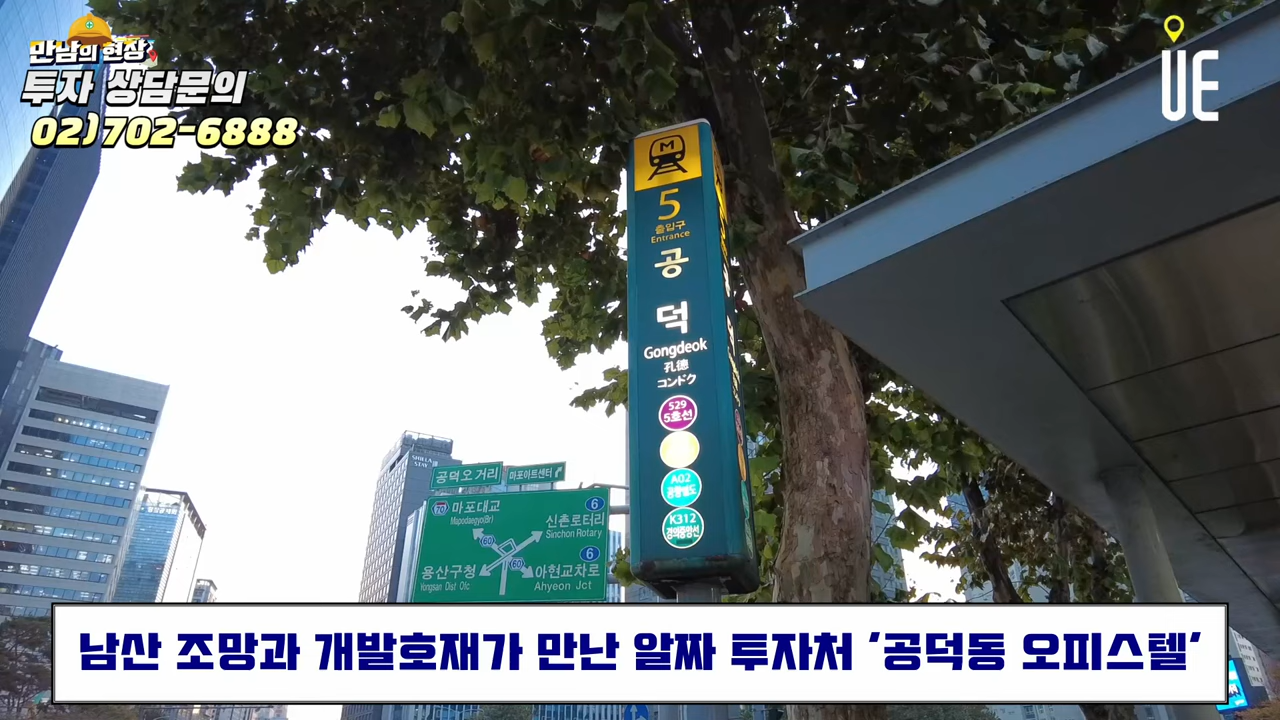 만남의 현장
투자 상담문의
02)702-6888
UE
M
5
출입구
Entrance
공
덕
Gongdeok
孔德
コンドク
529
5호선
A02
공항철도
K312
경의중앙선
SHILLA
STAY
공덕오거리
마포아트센터
70 마포대교
Mapodaegyo(Br)
6
신촌로터리
Sinchon Rotary
60
60
6
용산구청
Yongsan Dist Ofc
아현교차로
Ahyeon Jct
남산 조망과 개발호재가 만난 알짜 투자처 '공덕동 오피스텔'